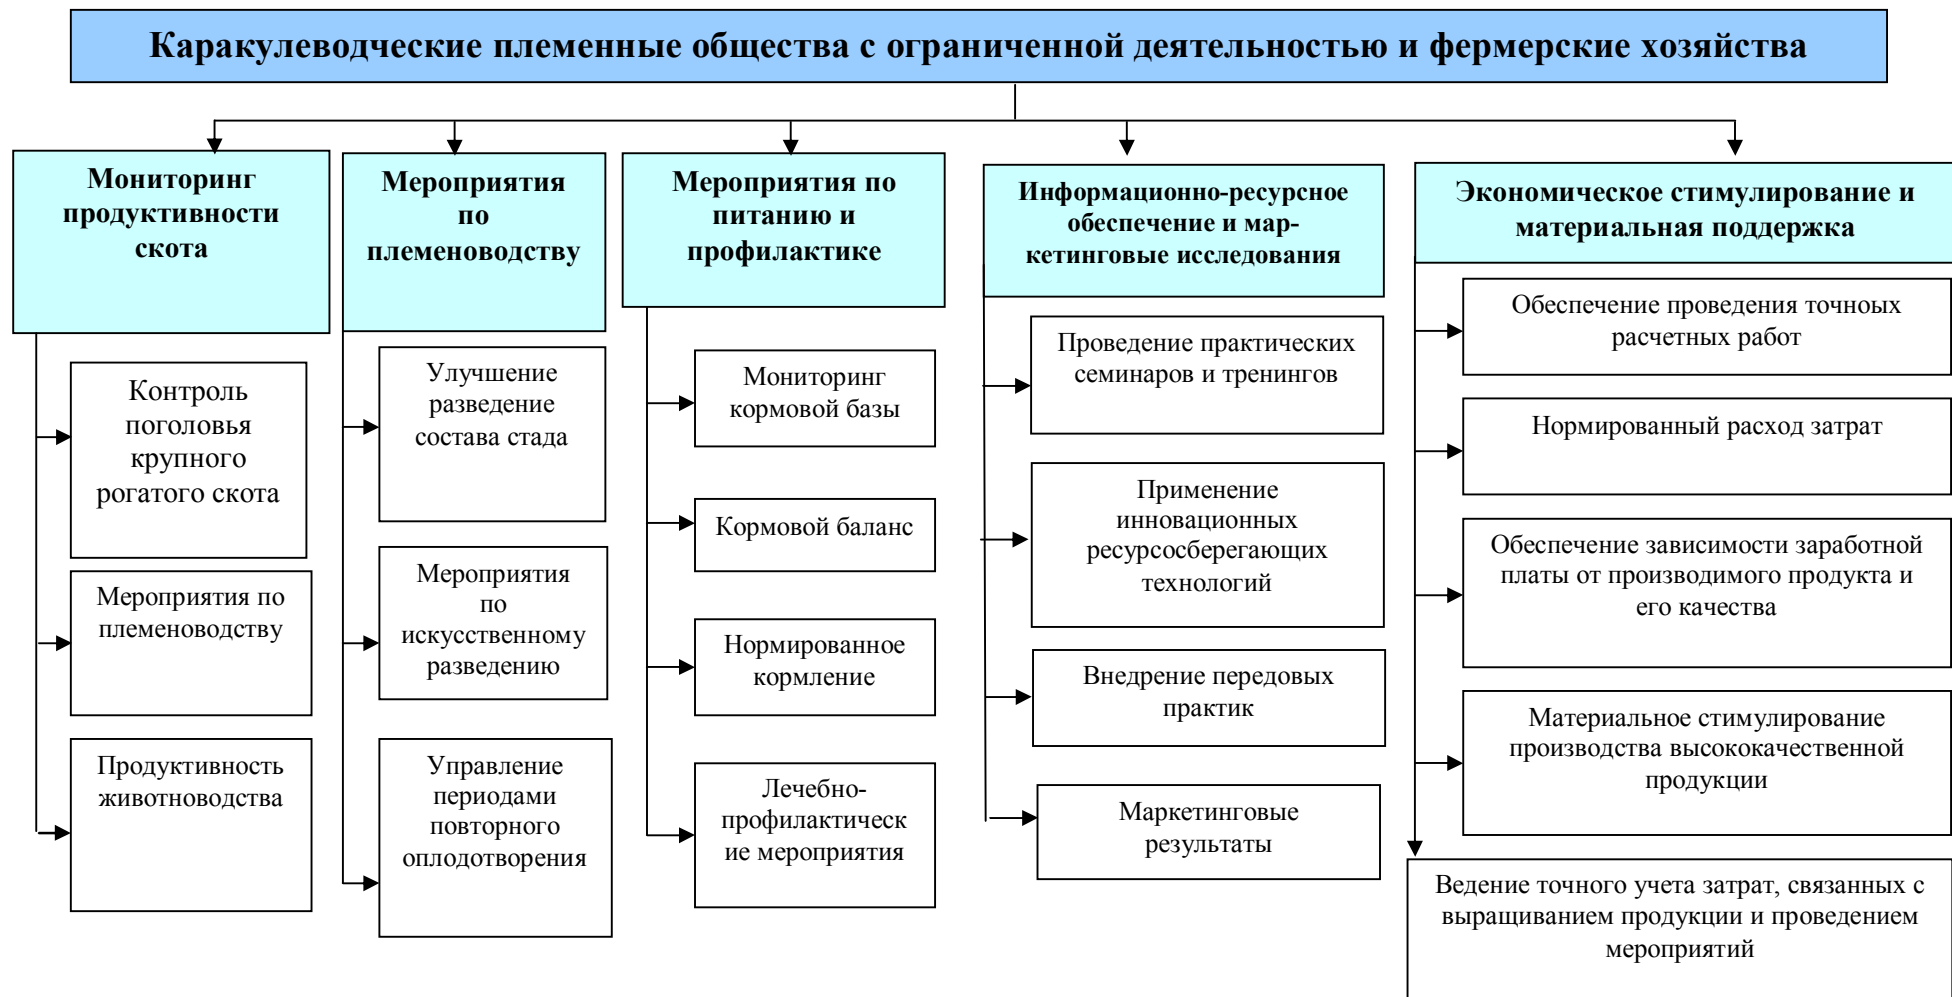 Каракулеводческие племенные общества с ограниченной деятельностью и фермерские хозяйства
Мониторинг
продуктивности
скота
Контроль
поголовья
крупного
рогатого скота
Мероприятия по
племеноводству
Продуктивность
животноводства
Мероприятия
по
племеноводству
Улучшение
разведение
состава стада
Мероприятия
по
искусственному
разведению
Управление
периодами
повторного
оплодотворения
Мероприятия по
питанию и
профилактике
Мониторинг
кормовой базы
Кормовой баланс
Нормированное
кормление
Лечебно-
профилактическ
ие мероприятия
Информационно-ресурсное
обеспечение и мар-
кетинговые исследования
Проведение практических
семинаров и тренингов
Применение
инновационных
ресурсосберегающих
технологий
Внедрение передовых
практик
Маркетинговые
результаты
Экономическое стимулирование и
материальная поддержка
Обеспечение проведения точноых
расчетных работ
Нормированный расход затрат
Обеспечение зависимости заработной
платы от производимого продукта и
его качества
Материальное стимулирование
производства высококачественной
продукции
Ведение точного учета затрат, связанных с
выращиванием продукции и проведением
мероприятий